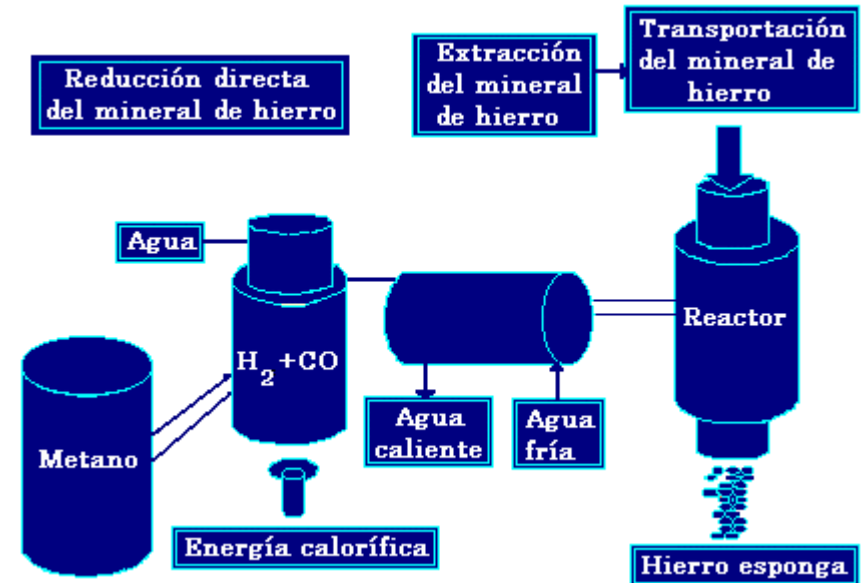 Reducción directa
del mineral de hierro
Extracción
del mineral
de hierro
Transportación
del mineral de
hierro
Agua
H2+CO
Metano
Energía calorífica
Agua
caliente
Agua
fría
Reactor
Hierro esponga